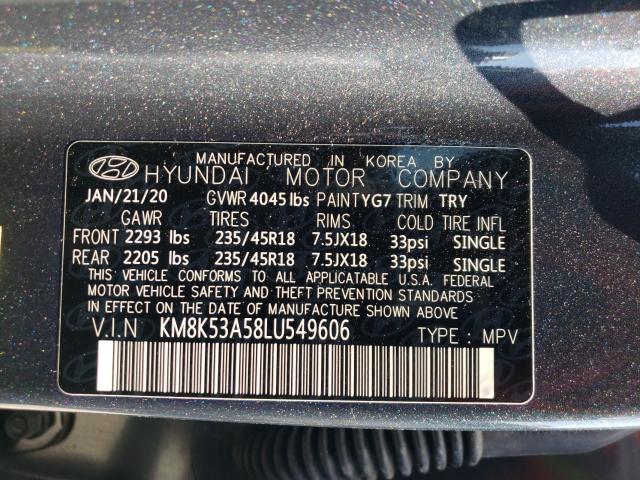 MANUFACTURED IN KOREA BY
HYUNDAI MOTOR COMPANY
JAN/21/20 GVWR 4045 lbs PAINT YG7 TRIM TRY
GAWR TIRES RIMS COLD TIRE INFL
FRONT 2293 lbs 235/45R18 7.5JX18 33psi SINGLE
REAR 2205 lbs 235/45R18 7.5JX18 33psi SINGLE
THIS VEHICLE CONFORMS TO ALL APPLICABLE U.S.A. FEDERAL
MOTOR VEHICLE SAFETY AND THEFT PREVENTION STANDARDS
IN EFFECT ON THE DATE OF MANUFACTURE SHOWN ABOVE
V.I.N KM8K53A58LU549606 TYPE : MPV